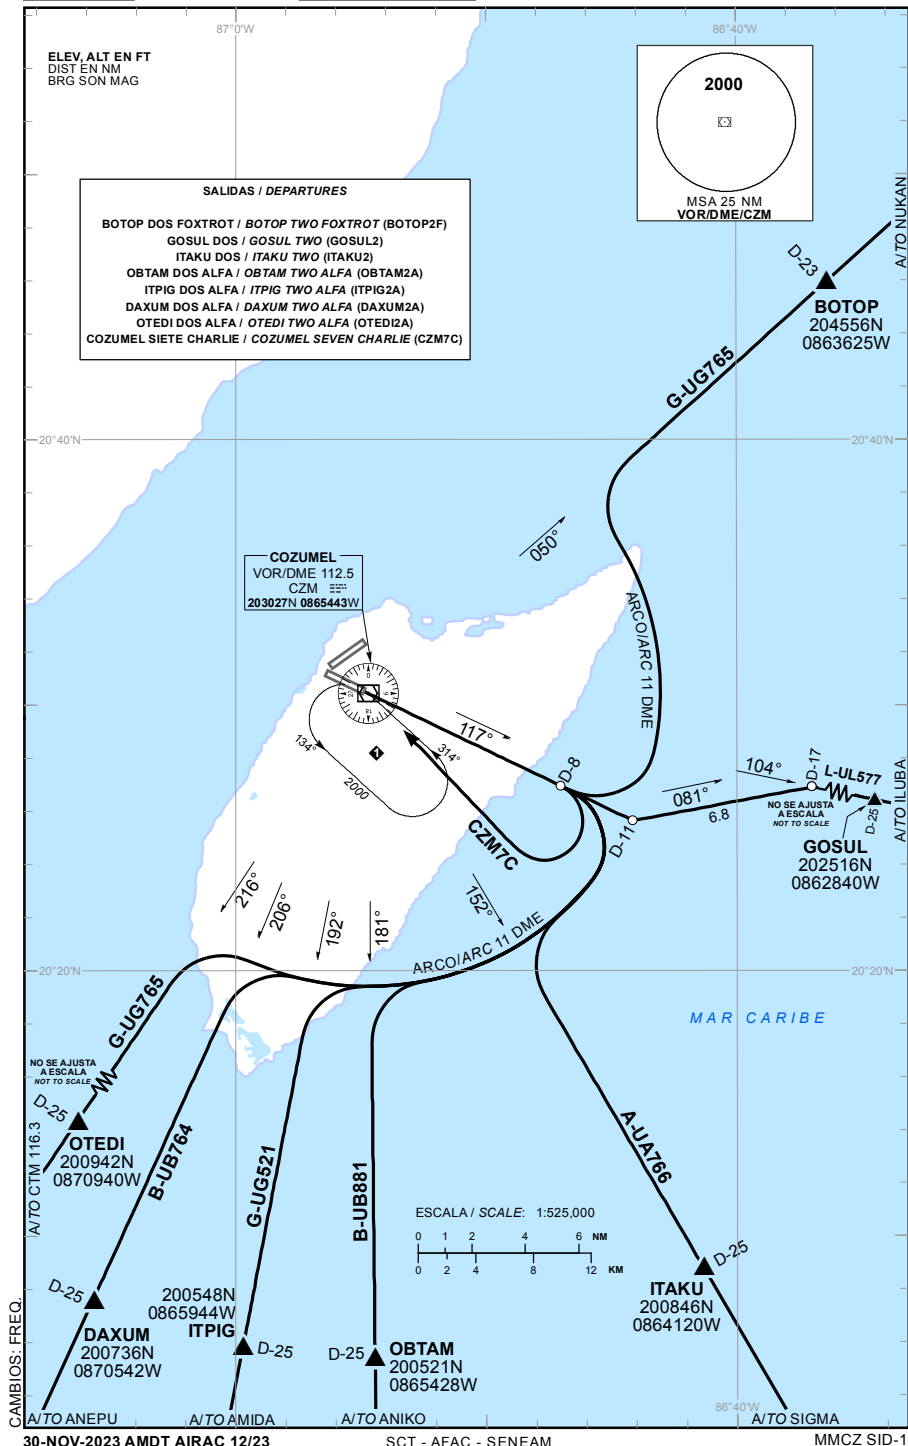 87°0'W
86°40'W
ELEV, ALT EN FT
DIST EN NM
BRG SON MAG
2000
MSA 25 NM
VOR/DME/CZM
SALIDAS / DEPARTURES
BOTOP DOS FOXTROT / BOTOP TWO FOXTROT (BOTOP2F)
GOSUL DOS / GOSUL TWO (GOSUL2)
ITAKU DOS / ITAKU TWO (ITAKU2)
OBTAM DOS ALFA / OBTAM TWO ALFA (OBTAM2A)
ITPIG DOS ALFA / ITPIG TWO ALFA (ITPIG2A)
DAXUM DOS ALFA / DAXUM TWO ALFA (DAXUM2A)
OTEDI DOS ALFA / OTEDI TWO ALFA (OTEDI2A)
COZUMEL SIETE CHARLIE / COZUMEL SEVEN CHARLIE (CZM7C)
A/TO NUKAN
D-23
BOTOP
204556N
0863625W
G-UG765
20°40'N
20°40'N
050°
COZUMEL
VOR/DME 112.5
CZM
203027N 0865443W
ARCO/ARC 11 DME
0
9
18
27
117°
134°
314°
2000
1
CZM7C
D-8
D-11
081°
6.8
104°
D-17
L-UL577
NO SE AJUSTA
A ESCALA
NOT TO SCALE
D-25
A/TO ILUBA
GOSUL
202516N
0862840W
216°
206°
192°
181°
152°
ARCO/ARC 11 DME
20°20'N
20°20'N
MAR CARIBE
G-UG765
NO SE AJUSTA
A ESCALA
NOT TO SCALE
D-25
OTEDI
200942N
0870940W
A/TO CTM 116.3
B-UB764
G-UG521
B-UB881
A-UA766
ESCALA / SCALE: 1:525,000
0 1 2 4 6 NM
0 2 4 8 12 KM
D-25
ITAKU
200846N
0864120W
D-25
DAXUM
200736N
0870542W
200548N
0865944W
ITPIG
D-25
D-25
OBTAM
200521N
0865428W
86°40'W
A/TO ANEPU
A/TO AMIDA
A/TO ANIKO
A/TO SIGMA
CAMBIOS: FREQ.
30-NOV-2023 AMDT AIRAC 12/23
SCT - AFAC - SENEAM
MMCZ SID-1